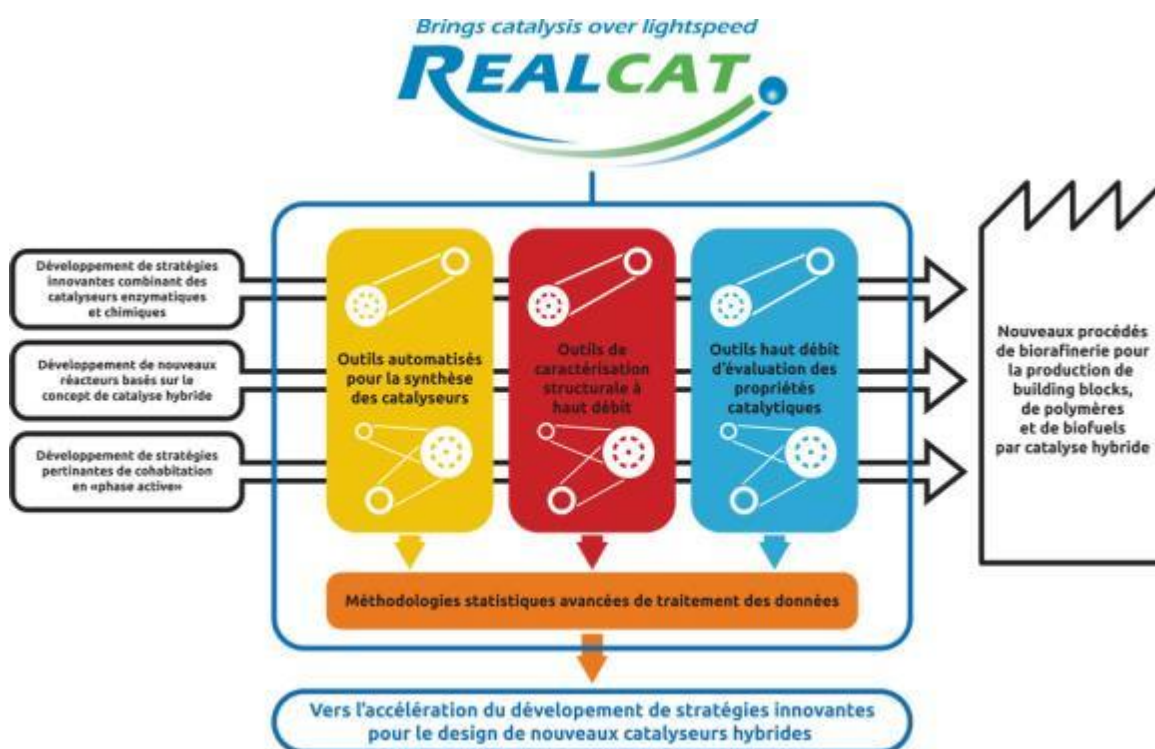 Brings catalysis over lightspeed
REALCAT
Développement de stratégies
innovantes combinant des
catalyseurs enzymatiques
et chimiques
Développement de nouveaux
réacteurs basés sur le
concept de catalyse hybride
Développement de stratégies
pertinantes de cohabitation
en «phase active»
Outils automatisés
pour la synthèse
des catalyseurs
Outils de
caractérisation
structurale à
haut débit
Outils haut débit
d'évaluation des
propriétés
catalytiques
Nouveaux procédés
de biorafinerie pour
la production de
building blocks,
de polymères
et de biofuels
par catalyse hybride
Méthodologies statistiques avancées de traitement des données
Vers l'accélération du dévelopement de stratégies innovantes
pour le design de nouveaux catalyseurs hybrides